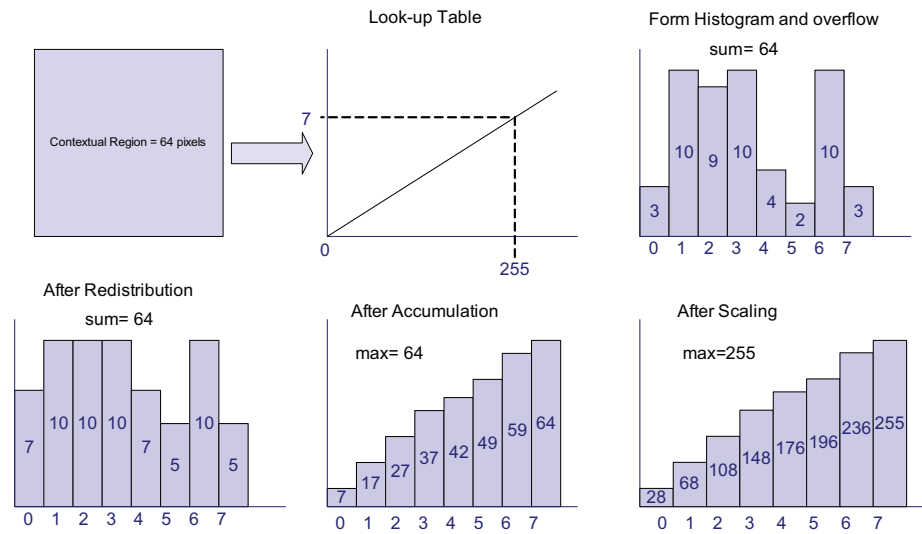 Look-up Table
Contextual Region = 64 pixels
7
0
255
Form Histogram and overflow
sum= 64
3
10
9
10
4
2
10
3
0 1 2 3 4 5 6 7
After Redistribution
sum= 64
7
10
10
10
7
5
10
5
0 1 2 3 4 5 6 7
After Accumulation
max= 64
7
17
27
37
42
49
59
64
0 1 2 3 4 5 6 7
After Scaling
max=255
28
68
108
148
176
196
236
255
0 1 2 3 4 5 6 7